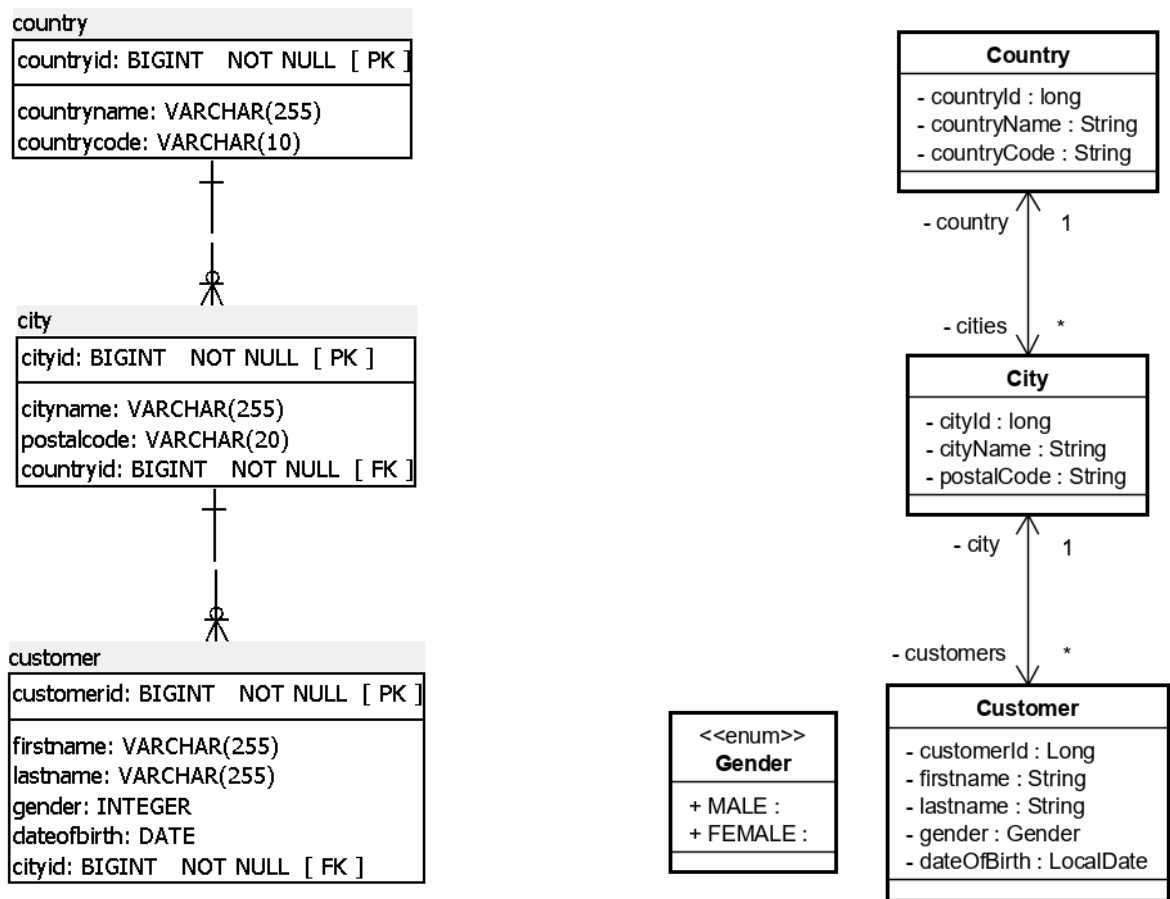 country
countryid: BIGINT NOT NULL [ PK ]
countryname: VARCHAR(255)
countrycode: VARCHAR(10)
city
cityid: BIGINT NOT NULL [ PK ]
cityname: VARCHAR(255)
postalcode: VARCHAR(20)
countryid: BIGINT NOT NULL [ FK ]
customer
customerid: BIGINT NOT NULL [ PK ]
firstname: VARCHAR(255)
lastname: VARCHAR(255)
gender: INTEGER
dateofbirth: DATE
cityid: BIGINT NOT NULL [ FK ]
Country
- countryId : long
- countryName : String
- countryCode : String
- country 1
- cities *
City
- cityId : long
- cityName : String
- postalCode : String
- city 1
- customers *
<<enum>>
Gender
+ MALE :
+ FEMALE :
Customer
- customerId : Long
- firstname : String
- lastname : String
- gender : Gender
- dateOfBirth : LocalDate